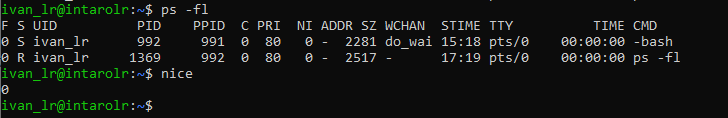 ivan_lr@intarolr:~$ ps -fl
F S UID          PID    PPID  C PRI  NI ADDR SZ WCHAN  STIME TTY          TIME CMD
0 S ivan_lr      992     991  0  80   0 -  2281 do_wai 15:18 pts/0    00:00:00 -bash
0 R ivan_lr     1369     992  0  80   0 -  2517 -      17:19 pts/0    00:00:00 ps -fl
ivan_lr@intarolr:~$ nice
0
ivan_lr@intarolr:~$